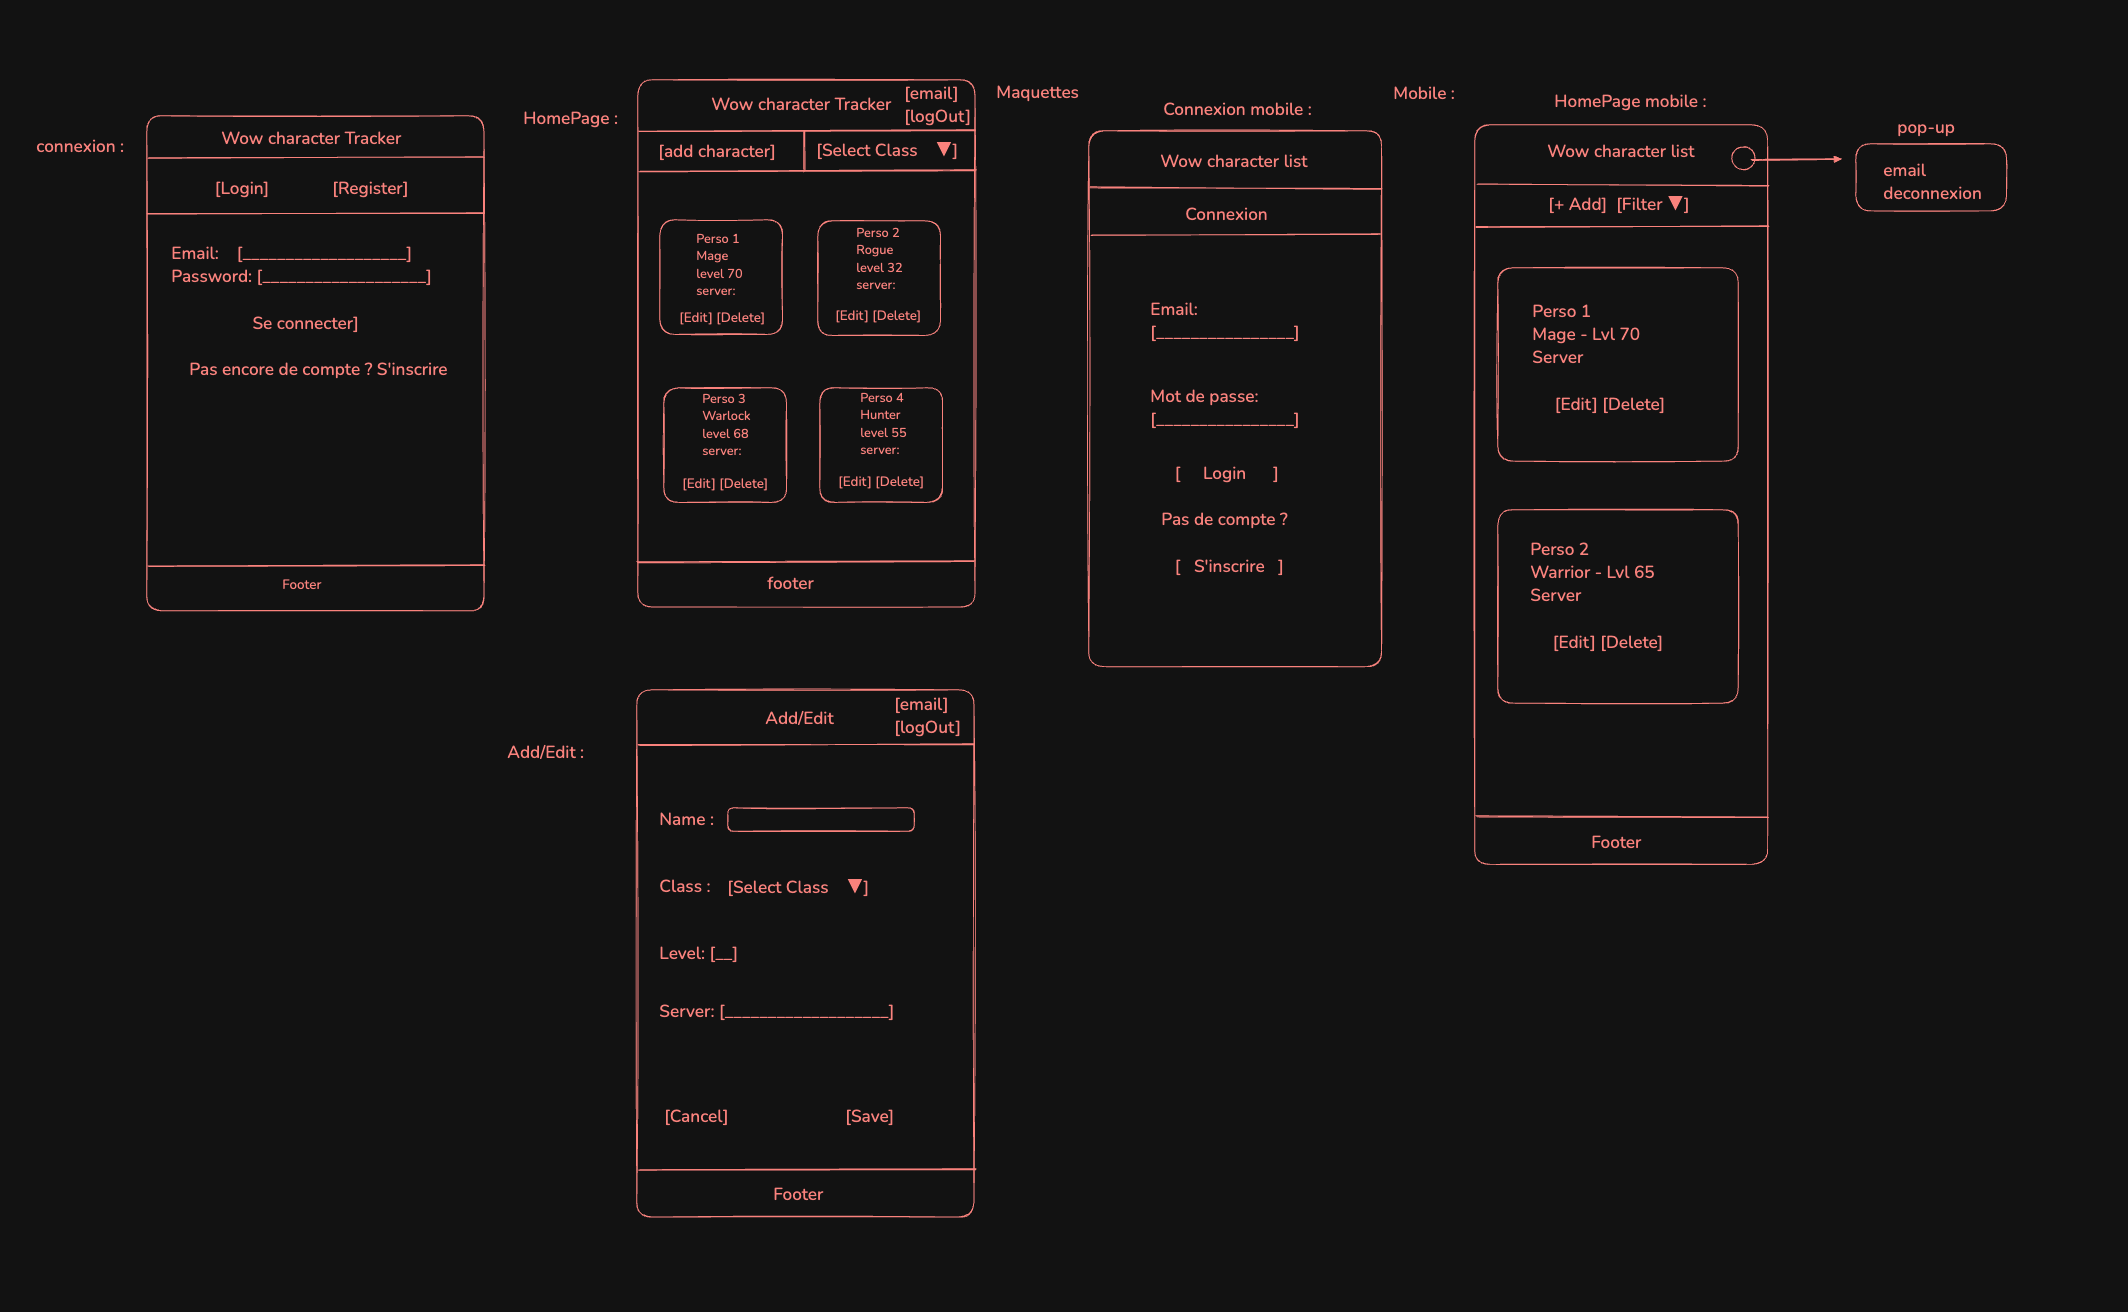 connexion :
Wow character Tracker
[Login] [Register]
Email: [___________________]
Password: [___________________]
Se connecter]
Pas encore de compte ? S'inscrire
Footer
HomePage :
Wow character Tracker
[email]
[logOut]
[add character]
[Select Class ▼]
Perso 1
Mage
level 70
server:
[Edit] [Delete]
Perso 2
Rogue
level 32
server:
[Edit] [Delete]
Perso 3
Warlock
level 68
server:
[Edit] [Delete]
Perso 4
Hunter
level 55
server:
[Edit] [Delete]
footer
Add/Edit :
Add/Edit
[email]
[logOut]
Name :
Class : [Select Class ▼]
Level: [__]
Server: [___________________]
[Cancel] [Save]
Footer
Maquettes
Mobile :
Connexion mobile :
Wow character list
Connexion
Email:
[________________]
Mot de passe:
[________________]
[ Login ]
Pas de compte ?
[ S'inscrire ]
HomePage mobile :
Wow character list
[+ Add] [Filter ▼]
Perso 1
Mage - Lvl 70
Server
[Edit] [Delete]
Perso 2
Warrior - Lvl 65
Server
[Edit] [Delete]
Footer
pop-up
email
deconnexion